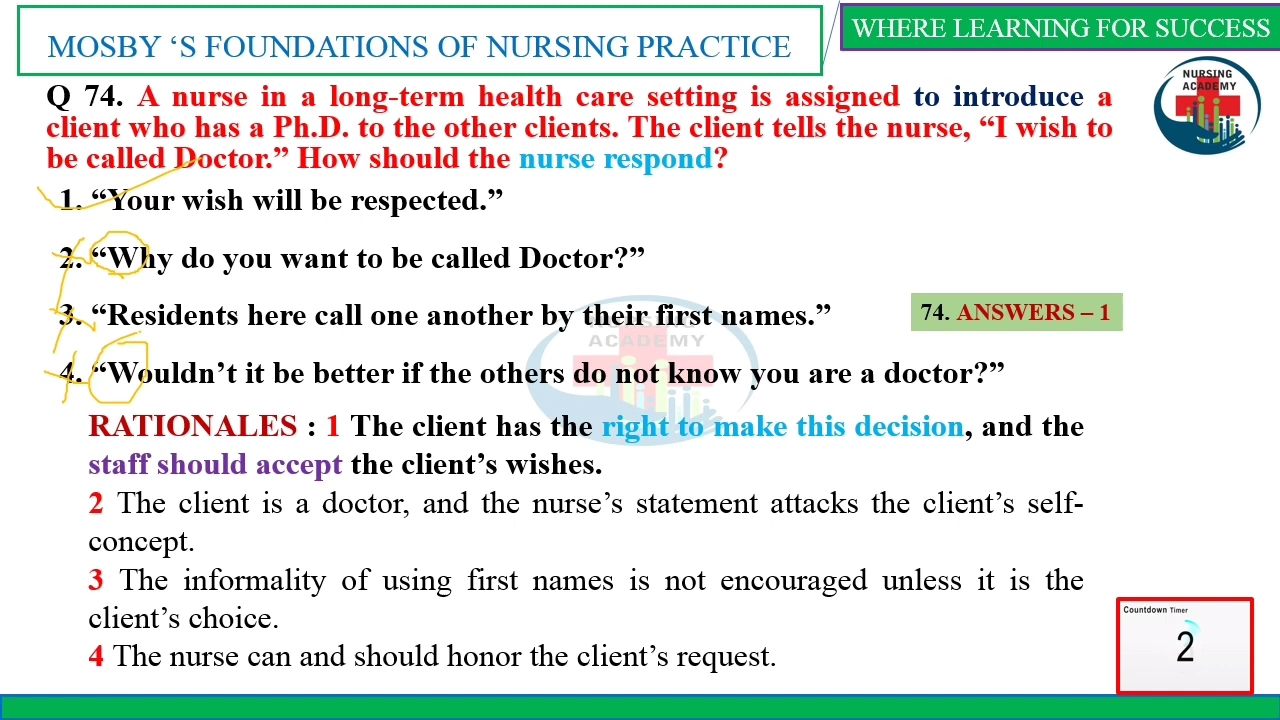 MOSBY ‘S FOUNDATIONS OF NURSING PRACTICE
WHERE LEARNING FOR SUCCESS
NURSING
ACADEMY
Q 74. A nurse in a long-term health care setting is assigned to introduce a
client who has a Ph.D. to the other clients. The client tells the nurse, “I wish to
be called Doctor.” How should the nurse respond?
1. “Your wish will be respected.”
2. “Why do you want to be called Doctor?”
3. “Residents here call one another by their first names.”
74. ANSWERS – 1
NURSING
ACADEMY
4. “Wouldn’t it be better if the others do not know you are a doctor?”
RATIONALES : 1 The client has the right to make this decision, and the
staff should accept the client’s wishes.
2 The client is a doctor, and the nurse’s statement attacks the client’s self-
concept.
3 The informality of using first names is not encouraged unless it is the
client’s choice.
4 The nurse can and should honor the client’s request.
Countdown Timer
2